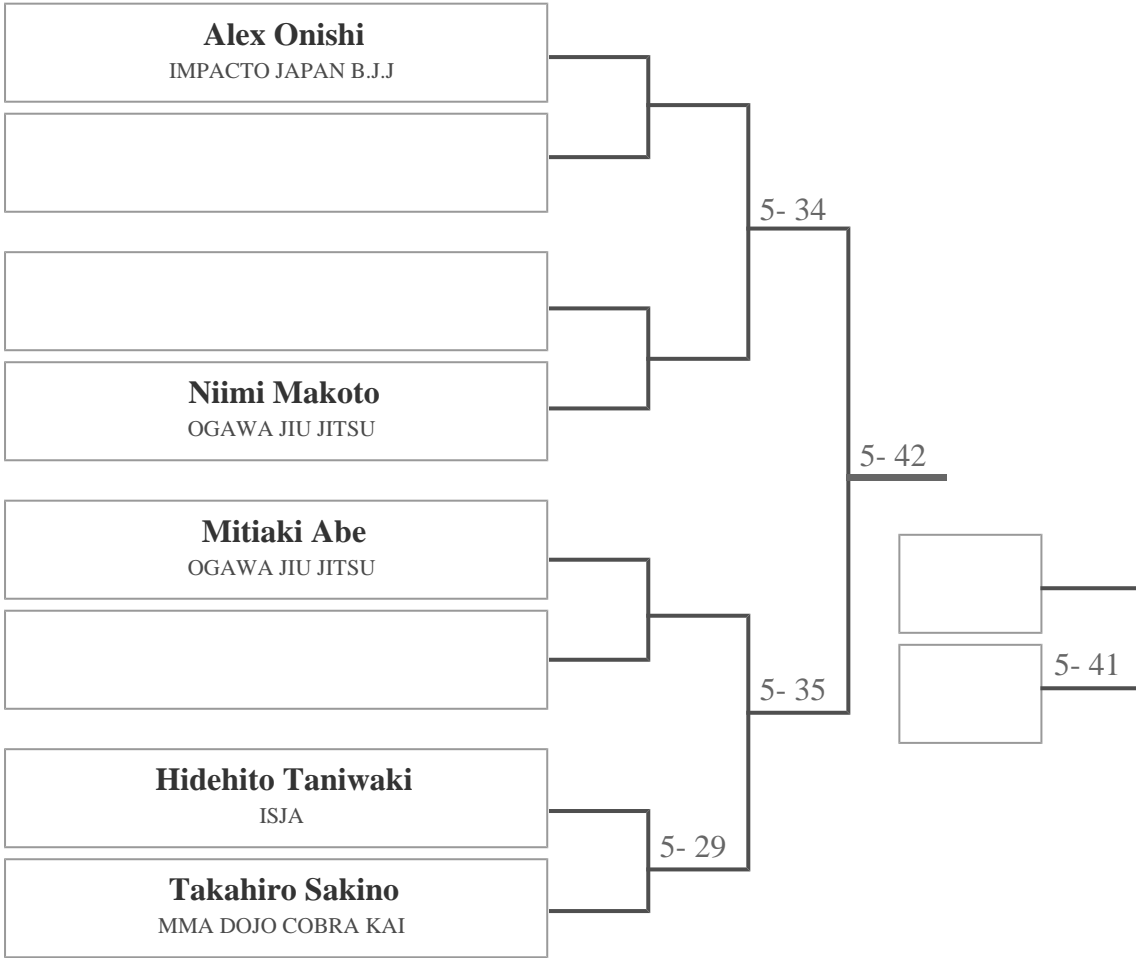 Alex Onishi
IMPACTO JAPAN B.J.J
5- 34
Niimi Makoto
OGAWA JIU JITSU
5- 42
Mitiaki Abe
OGAWA JIU JITSU
5- 41
5- 35
Hidehito Taniwaki
ISJA
5- 29
Takahiro Sakino
MMA DOJO COBRA KAI